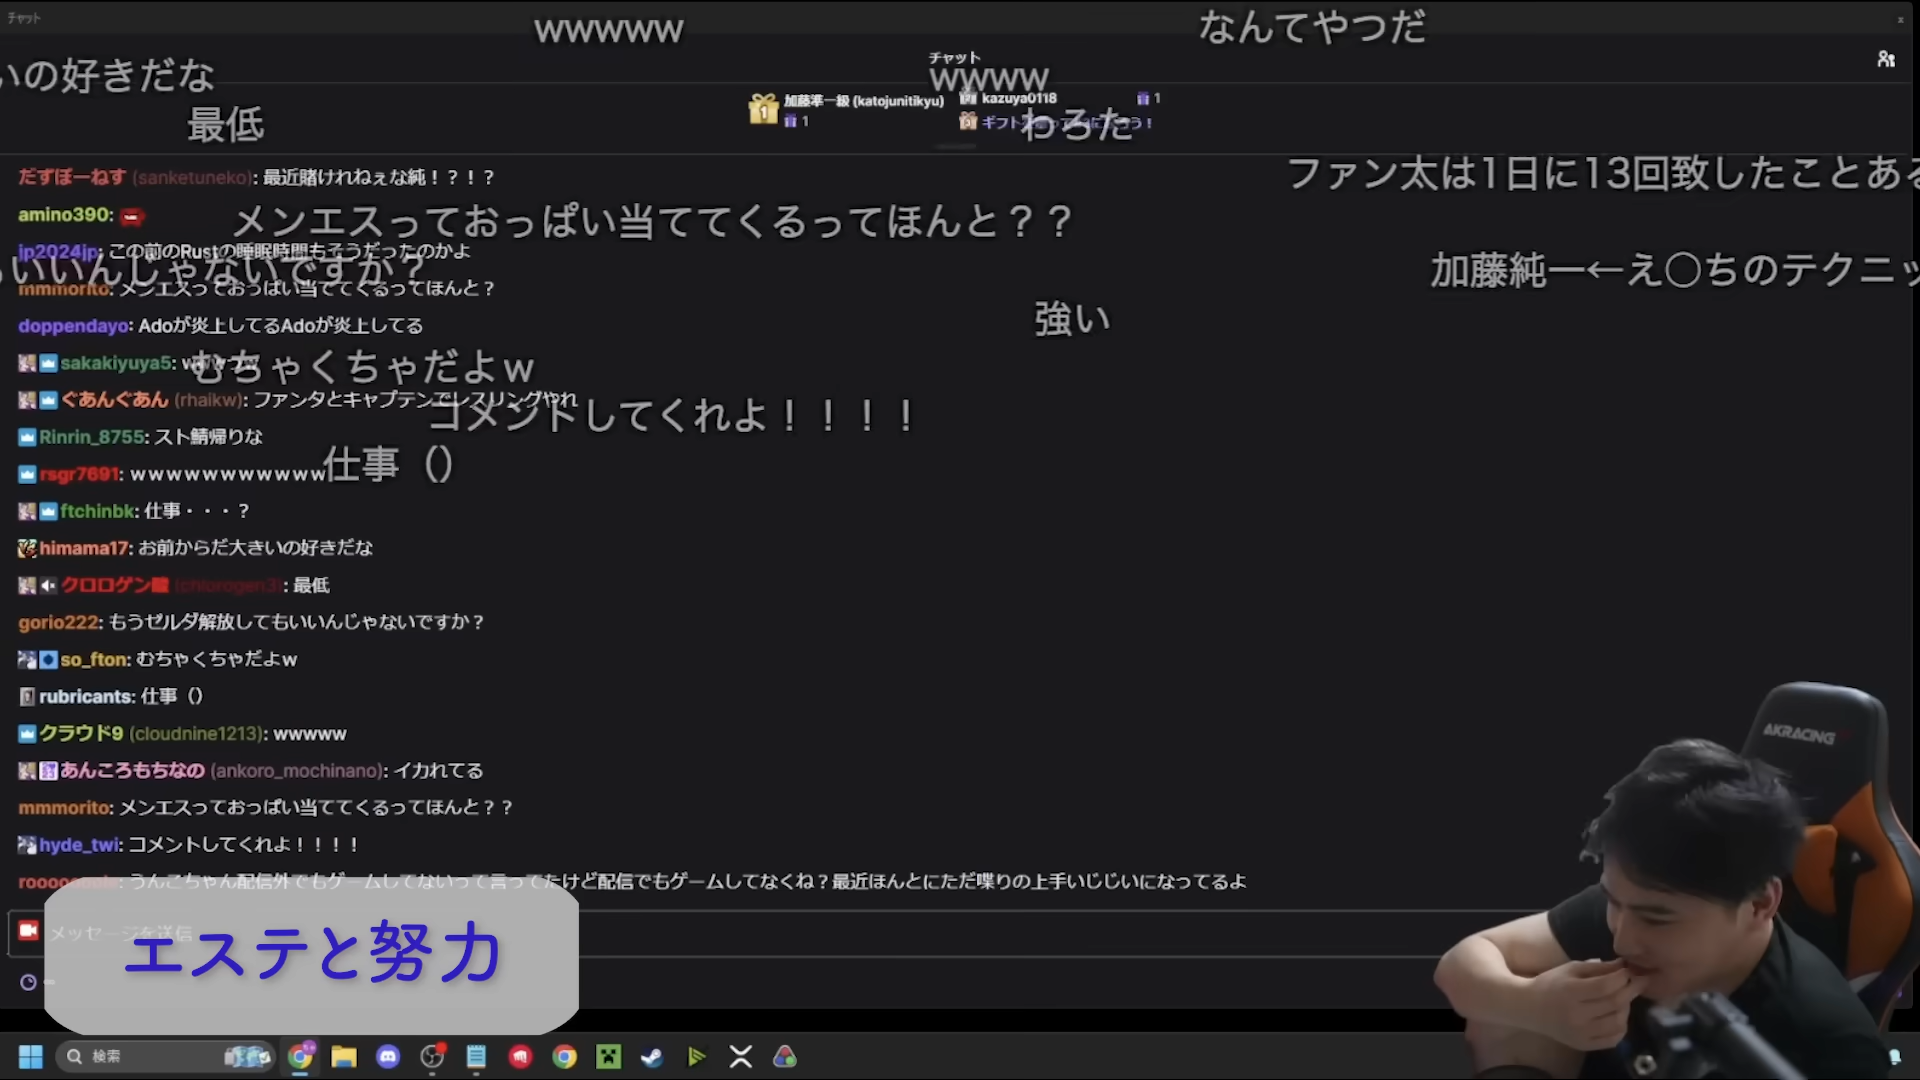 チャット
wwwww
なんてやつだ
チャット
いの好きだな
wwww
加藤準一級 (katojunitikyu)
1
kazuya0118
1
最低
わろた
だずぼーねす (sanketuneko): 最近賭けれねぇな純！？！？
ファン太は1日に13回致したことある
amino390:
メンエスっておっぱい当ててくるってほんと？？
jp2024jp: この前のRustの睡眠時間もそうだったのかよ
いいんじゃないですか？
加藤純一←え〇ちのテクニッ
mmmorito: メンエスっておっぱい当ててくるってほんと？
doppendayo: Adoが炎上してるAdoが炎上してる
強い
sakakiyuya5:
むちゃくちゃだよw
ぐあんぐあん (rhaikw): ファンタとキャプテンでレスリングやれ
コメントしてくれよ！！！！
Rinrin_8755: スト鯖帰りな
rsgr7691: wwwwwwwwwww
仕事（）
ftchinbk: 仕事・・・？
himama17: お前からだ大きいの好きだな
クロロゲン酸 (chlorogen3): 最低
gorio222: もうゼルダ解放してもいいんじゃないですか？
so_fton: むちゃくちゃだよw
rubricants: 仕事（）
クラウド9 (cloudnine1213): wwwww
あんころもちなの (ankoro_mochinano): イカれてる
mmmorito: メンエスっておっぱい当ててくるってほんと？？
hyde_twi: コメントしてくれよ！！！！
うんこちゃん配信外でもゲームしてないって言ってたけど配信でもゲームしてなくね？最近ほんとにただ喋りの上手いじじいになってるよ
メッセージを送信
エステと努力
AKRACING
検索